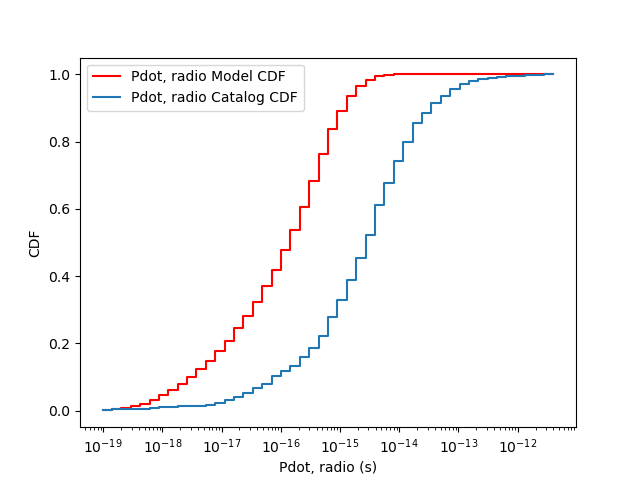 Pdot, radio Model CDF
Pdot, radio Catalog CDF
1.0
0.8
0.6
0.4
0.2
0.0
CDF
10⁻¹⁹ 10⁻¹⁸ 10⁻¹⁷ 10⁻¹⁶ 10⁻¹⁵ 10⁻¹⁴ 10⁻¹³ 10⁻¹²
Pdot, radio (s)